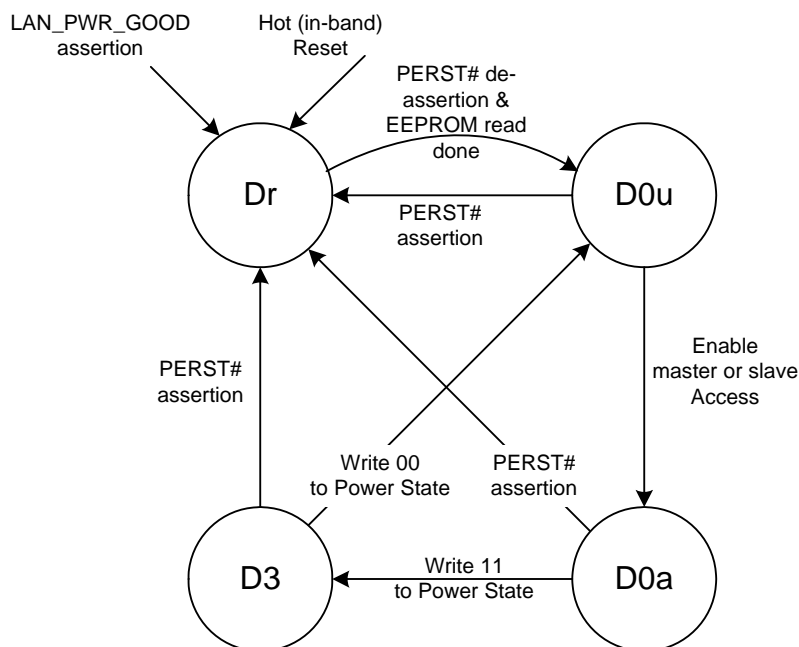 LAN_PWR_GOOD
assertion
Hot (in-band)
Reset
PERST# de-
assertion &
EEPROM read
done
Dr
D0u
PERST#
assertion
Enable
master or slave
Access
PERST#
assertion
Write 00
to Power State
PERST#
assertion
D3
Write 11
to Power State
D0a